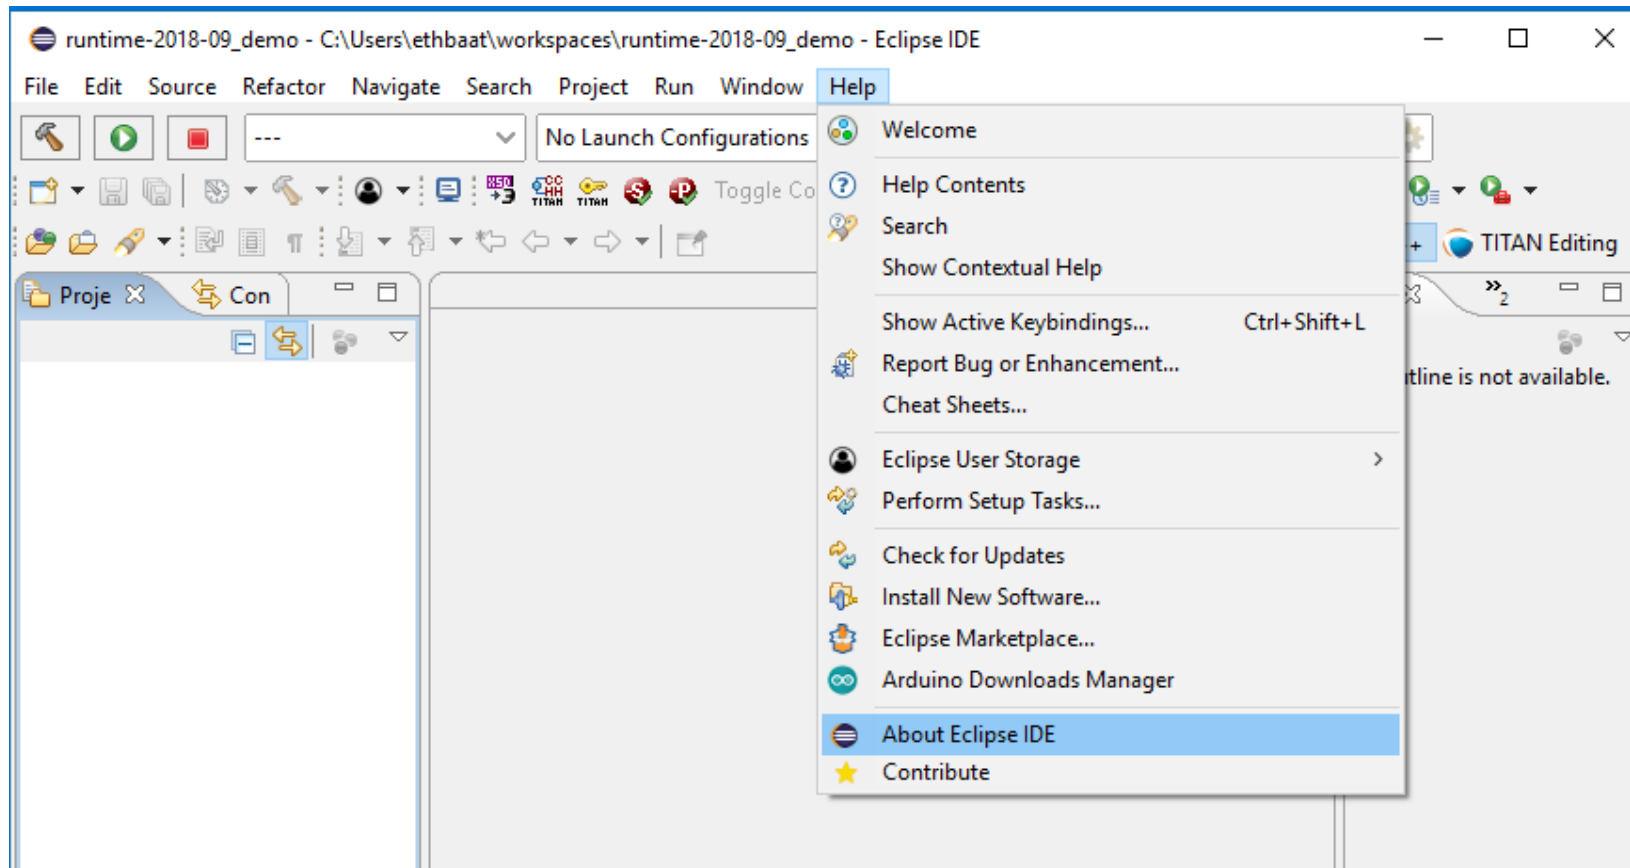 runtime-2018-09_demo - C:\Users\ethbaat\workspaces\runtime-2018-09_demo - Eclipse IDE
File Edit Source Refactor Navigate Search Project Run Window Help
--- No Launch Configurations
Toggle Co
TITAN TITAN
+ TITAN Editing
Proje Con
»2
tline is not available.
Welcome
Help Contents
Search
Show Contextual Help
Show Active Keybindings... Ctrl+Shift+L
Report Bug or Enhancement...
Cheat Sheets...
Eclipse User Storage
Perform Setup Tasks...
Check for Updates
Install New Software...
Eclipse Marketplace...
Arduino Downloads Manager
About Eclipse IDE
Contribute